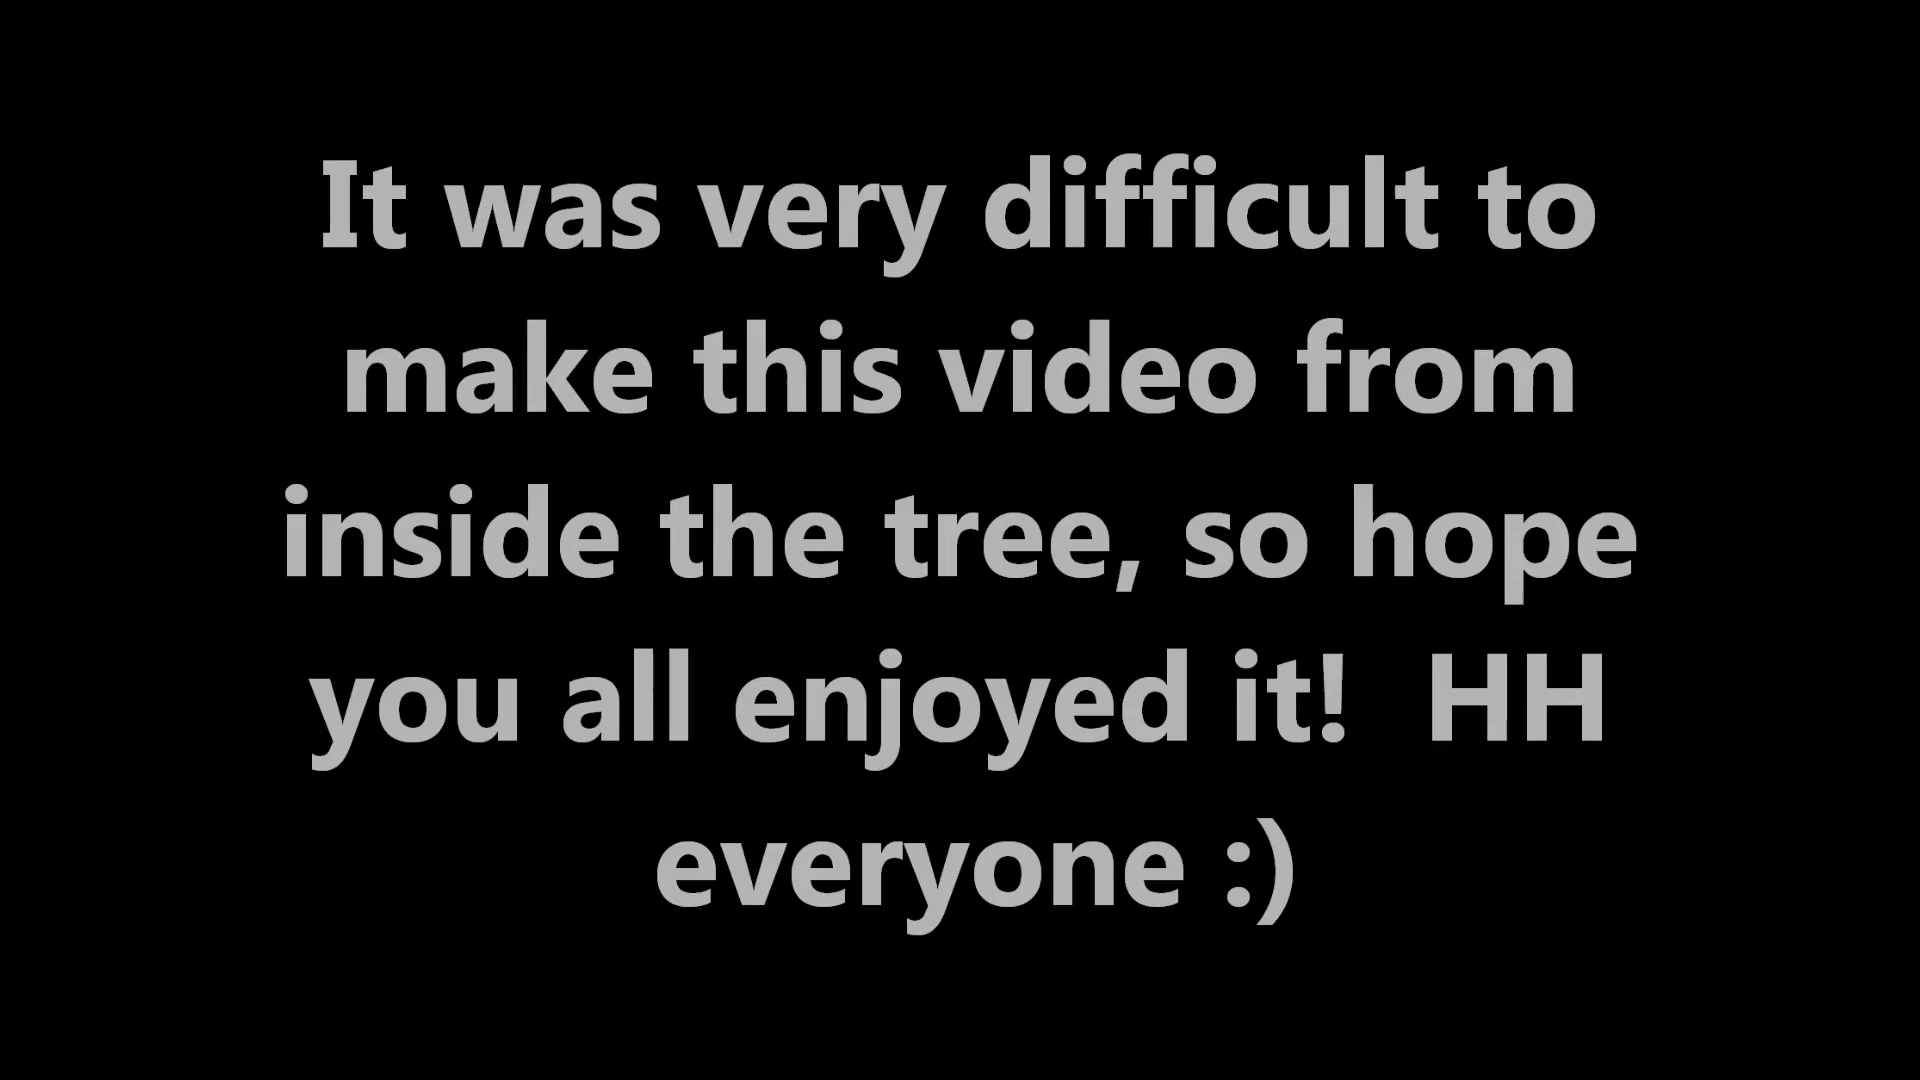 It was very difficult to
make this video from
inside the tree, so hope
you all enjoyed it!  HH
everyone :)